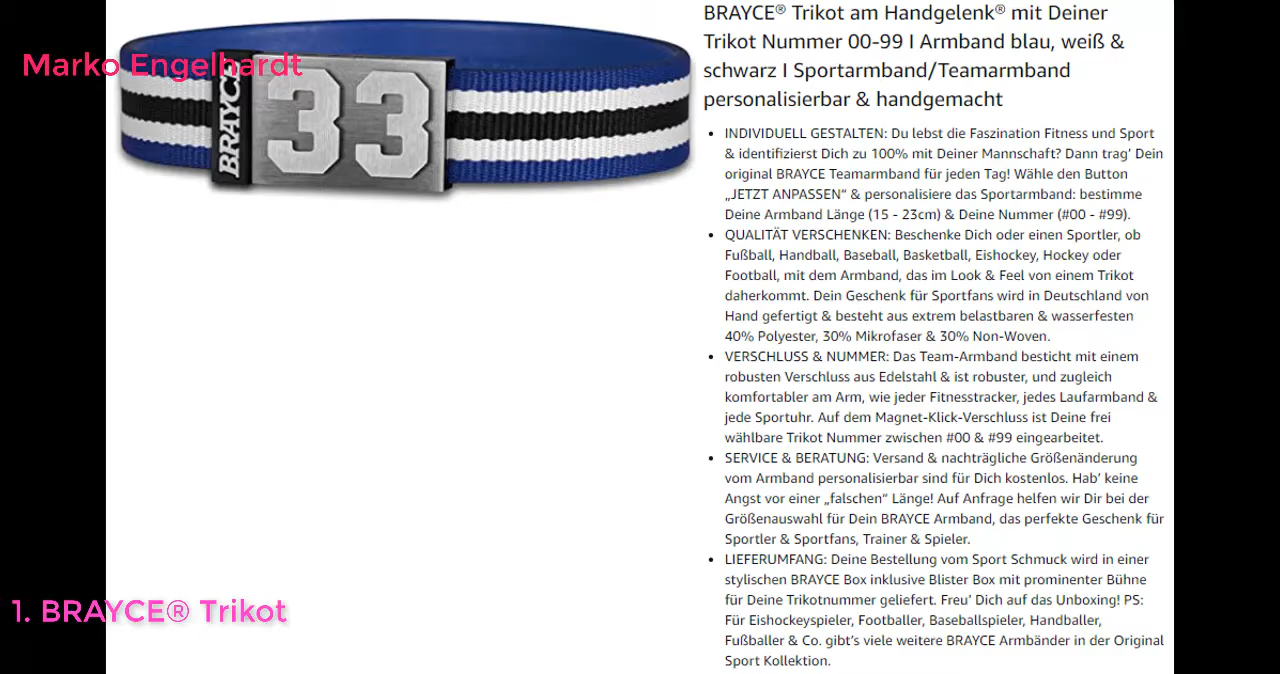 Marko Engelhardt
BRAYCE
33
BRAYCE® Trikot am Handgelenk® mit Deiner
Trikot Nummer 00-99 I Armband blau, weiß &
schwarz I Sportarmband/Teamarmband
personalisierbar & handgemacht
• INDIVIDUELL GESTALTEN: Du lebst die Faszination Fitness und Sport
& identifizierst Dich zu 100% mit Deiner Mannschaft? Dann trag’ Dein
original BRAYCE Teamarmband für jeden Tag! Wähle den Button
„JETZT ANPASSEN“ & personalisiere das Sportarmband: bestimme
Deine Armband Länge (15 - 23cm) & Deine Nummer (#00 - #99).
• QUALITÄT VERSCHENKEN: Beschenke Dich oder einen Sportler, ob
Fußball, Handball, Baseball, Basketball, Eishockey, Hockey oder
Football, mit dem Armband, das im Look & Feel von einem Trikot
daherkommt. Dein Geschenk für Sportfans wird in Deutschland von
Hand gefertigt & besteht aus extrem belastbaren & wasserfesten
40% Polyester, 30% Mikrofaser & 30% Non-Woven.
• VERSCHLUSS & NUMMER: Das Team-Armband besticht mit einem
robusten Verschluss aus Edelstahl & ist robuster, und zugleich
komfortabler am Arm, wie jeder Fitnesstracker, jedes Laufarmband &
jede Sportuhr. Auf dem Magnet-Klick-Verschluss ist Deine frei
wählbare Trikot Nummer zwischen #00 & #99 eingearbeitet.
• SERVICE & BERATUNG: Versand & nachträgliche Größenänderung
vom Armband personalisierbar sind für Dich kostenlos. Hab’ keine
Angst vor einer „falschen“ Länge! Auf Anfrage helfen wir Dir bei der
Größenauswahl für Dein BRAYCE Armband, das perfekte Geschenk für
Sportler & Sportfans, Trainer & Spieler.
• LIEFERUMFANG: Deine Bestellung vom Sport Schmuck wird in einer
stylischen BRAYCE Box inklusive Blister Box mit prominenter Bühne
für Deine Trikotnummer geliefert. Freu’ Dich auf das Unboxing! PS:
Für Eishockeyspieler, Footballer, Baseballspieler, Handballer,
Fußballer & Co. gibt’s viele weitere BRAYCE Armbänder in der Original
Sport Kollektion.
1. BRAYCE® Trikot